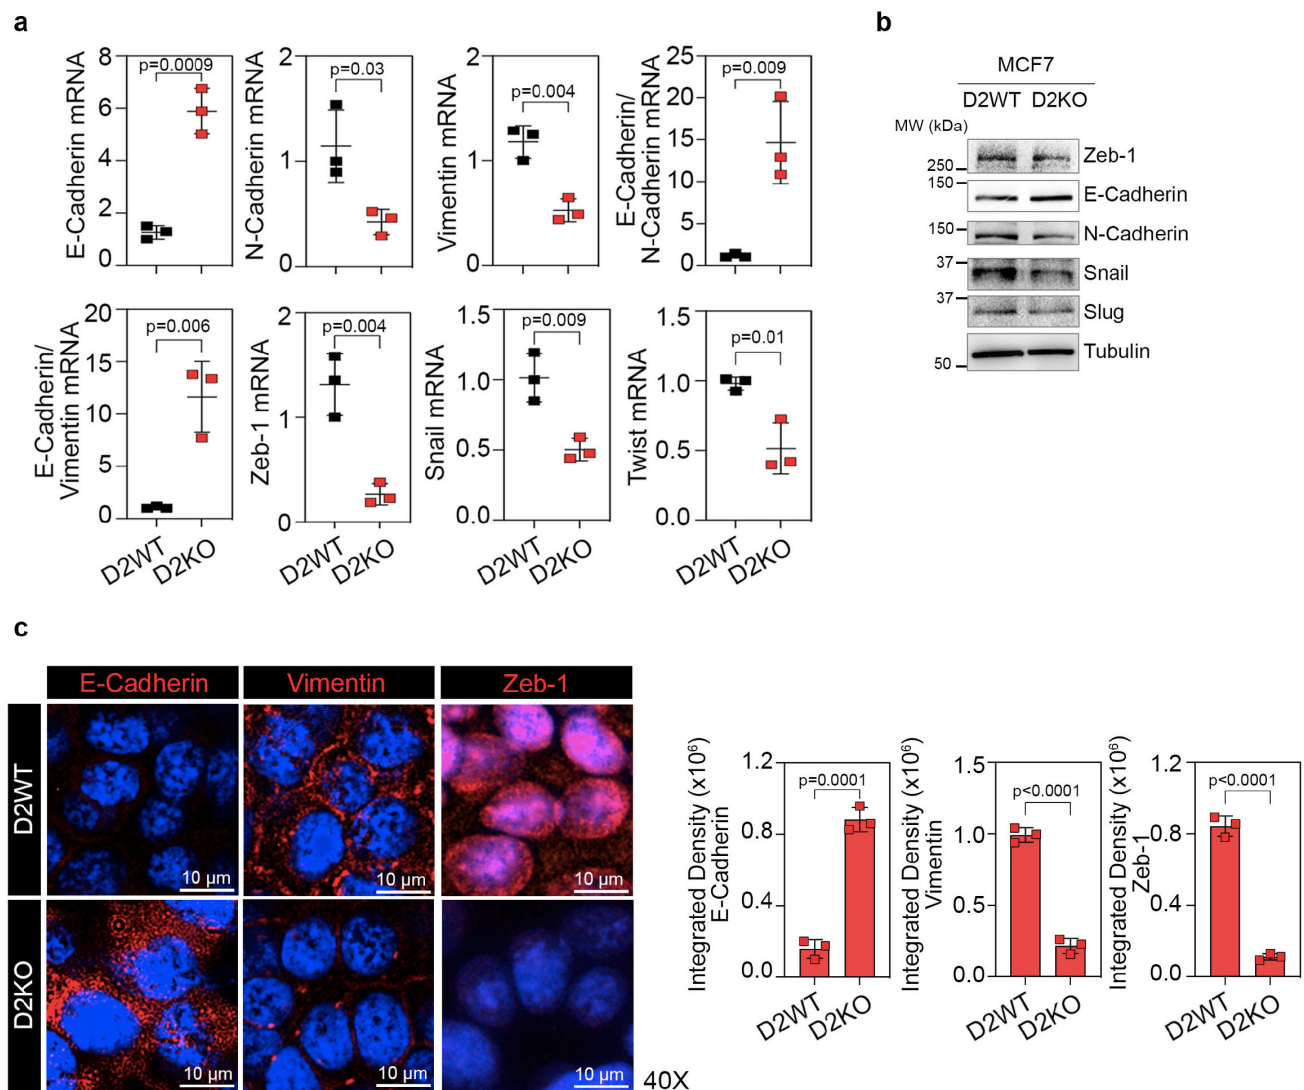 a
E-Cadherin mRNA
8
6
4
2
0
p=0.0009
N-Cadherin mRNA
2
1
0
p=0.03
Vimentin mRNA
2
1
0
p=0.004
E-Cadherin/
N-Cadherin mRNA
25
20
15
10
5
0
p=0.009
E-Cadherin/
Vimentin mRNA
20
15
10
5
0
p=0.006
D2WT
D2KO
Zeb-1 mRNA
2
1
0
p=0.004
D2WT
D2KO
Snail mRNA
1.5
1.0
0.5
0.0
p=0.009
D2WT
D2KO
Twist mRNA
1.5
1.0
0.5
0.0
p=0.01
D2WT
D2KO
b
MCF7
D2WT D2KO
MW (kDa)
250
Zeb-1
150
E-Cadherin
150
N-Cadherin
37
Snail
37
Slug
50
Tubulin
c
E-Cadherin
Vimentin
Zeb-1
D2WT
10 µm
10 µm
10 µm
D2KO
10 µm
10 µm
10 µm
40X
Integrated Density (x10⁶)
E-Cadherin
1.2
0.8
0.4
0.0
p=0.0001
D2WT
D2KO
Integrated Density (x10⁶)
Vimentin
1.5
1.0
0.5
0.0
p<0.0001
D2WT
D2KO
Integrated Density (x10⁶)
Zeb-1
1.2
0.8
0.4
0.0
p<0.0001
D2WT
D2KO